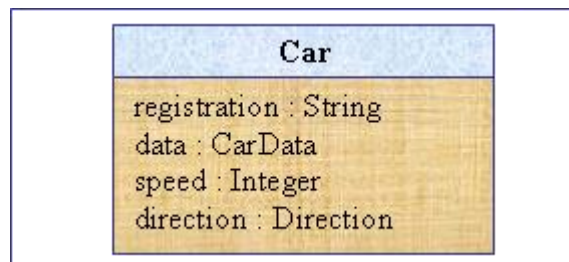 Car
registration : String
data : CarData
speed : Integer
direction : Direction